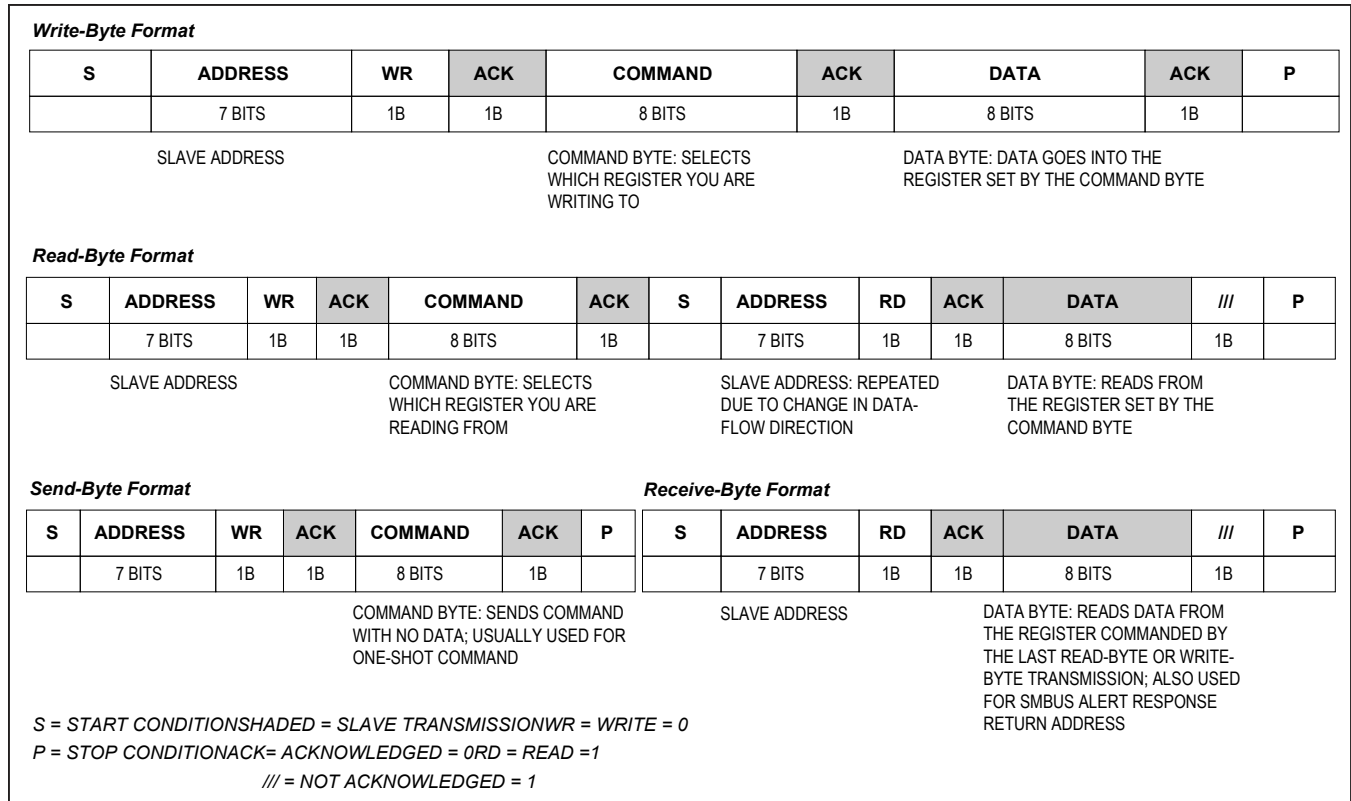 Write-Byte Format
S ADDRESS WR ACK COMMAND ACK DATA ACK P
7 BITS 1B 1B 8 BITS 1B 8 BITS 1B
SLAVE ADDRESS
COMMAND BYTE: SELECTS
WHICH REGISTER YOU ARE
WRITING TO
DATA BYTE: DATA GOES INTO THE
REGISTER SET BY THE COMMAND BYTE
Read-Byte Format
S ADDRESS WR ACK COMMAND ACK S ADDRESS RD ACK DATA /// P
7 BITS 1B 1B 8 BITS 1B 7 BITS 1B 1B 8 BITS 1B
SLAVE ADDRESS
COMMAND BYTE: SELECTS
WHICH REGISTER YOU ARE
READING FROM
SLAVE ADDRESS: REPEATED
DUE TO CHANGE IN DATA-
FLOW DIRECTION
DATA BYTE: READS FROM
THE REGISTER SET BY THE
COMMAND BYTE
Send-Byte Format
S ADDRESS WR ACK COMMAND ACK P
7 BITS 1B 1B 8 BITS 1B
COMMAND BYTE: SENDS COMMAND
WITH NO DATA; USUALLY USED FOR
ONE-SHOT COMMAND
Receive-Byte Format
S ADDRESS RD ACK DATA /// P
7 BITS 1B 1B 8 BITS 1B
SLAVE ADDRESS
DATA BYTE: READS DATA FROM
THE REGISTER COMMANDED BY
THE LAST READ-BYTE OR WRITE-
BYTE TRANSMISSION; ALSO USED
FOR SMBUS ALERT RESPONSE
RETURN ADDRESS
S = START CONDITIONSHADED = SLAVE TRANSMISSIONWR = WRITE = 0
P = STOP CONDITIONACK= ACKNOWLEDGED = 0RD = READ =1
/// = NOT ACKNOWLEDGED = 1